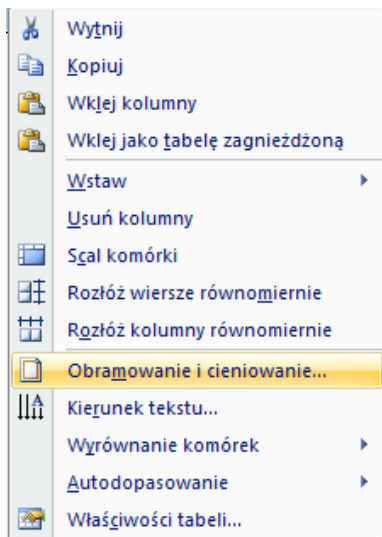 Wytnij
Kopiuj
Wklej kolumny
Wklej jako tabelę zagnieżdżoną
Wstaw
Usuń kolumny
Scal komórki
Rozłóż wiersze równomiernie
Rozłóż kolumny równomiernie
Obramowanie i cieniowanie...
Kierunek tekstu...
Wyrównanie komórek
Autodopasowanie
Właściwości tabeli...